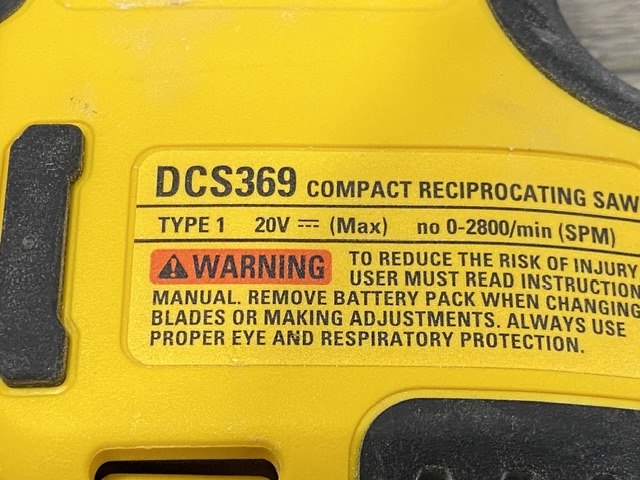 DCS369 COMPACT RECIPROCATING SAW
TYPE 1 20V ⎓ (Max) no 0-2800/min (SPM)
⚠WARNING TO REDUCE THE RISK OF INJURY
USER MUST READ INSTRUCTION
MANUAL. REMOVE BATTERY PACK WHEN CHANGING
BLADES OR MAKING ADJUSTMENTS. ALWAYS USE
PROPER EYE AND RESPIRATORY PROTECTION.